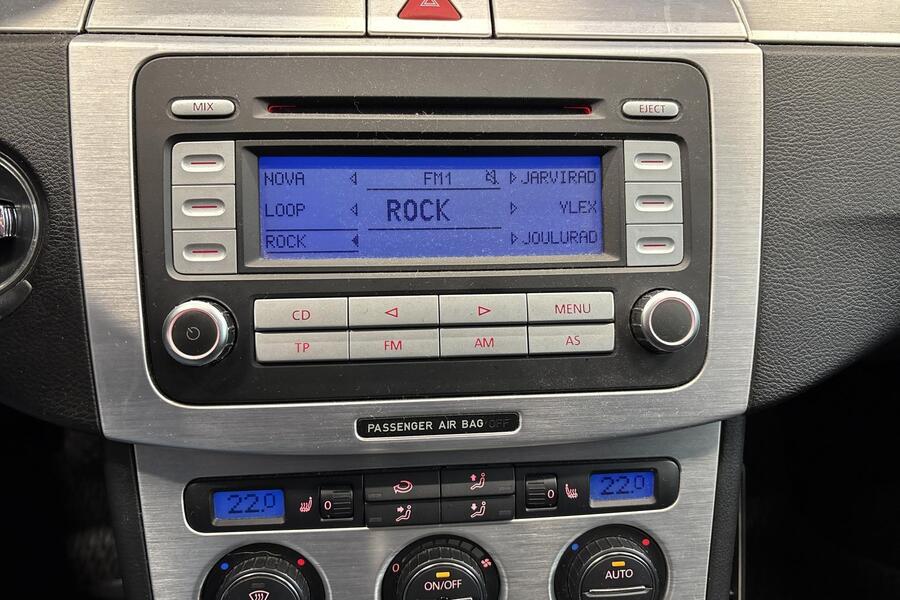 MIX
EJECT
NOVA FM1 JARVIRAD
LOOP ROCK YLEX
ROCK JOULURAD
CD MENU
TP FM AM AS
PASSENGER AIR BAG OFF
22.0 0 0 22.0
0 ON/OFF AUTO